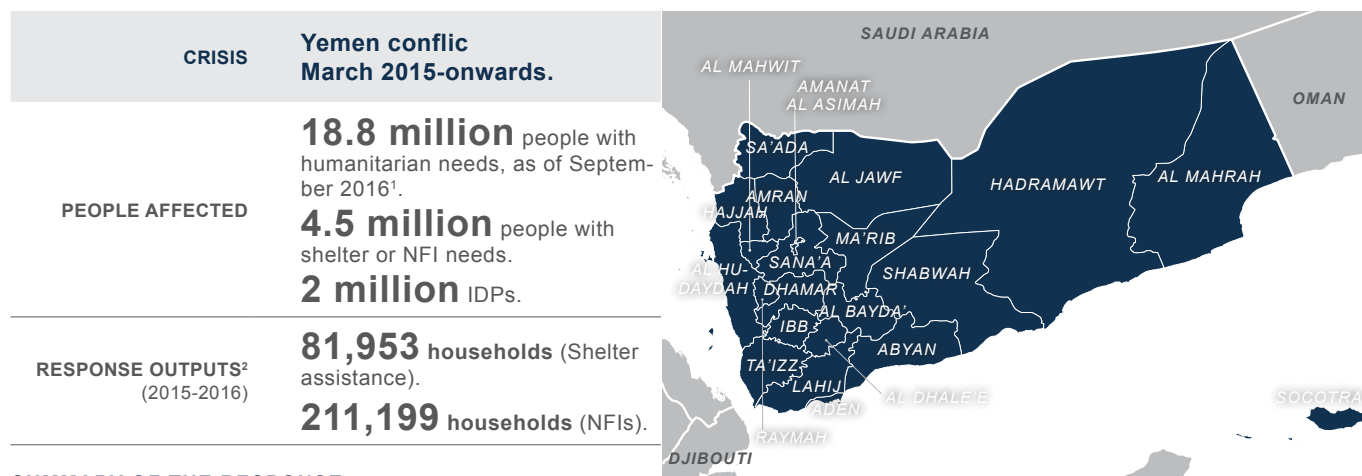 CRISIS
Yemen conflic
March 2015-onwards.
PEOPLE AFFECTED
18.8 million people with
humanitarian needs, as of Septem-
ber 2016¹.
4.5 million people with
shelter or NFI needs.
2 million IDPs.
RESPONSE OUTPUTS²
(2015-2016)
81,953 households (Shelter
assistance).
211,199 households (NFIs).
SAUDI ARABIA
OMAN
AL MAHWIT
AMANAT
AL ASIMAH
SA'ADA
AL JAWF
HADRAMAWT
AL MAHRAH
AMRAN
HAJJAH
MA'RIB
SANA'A
SHABWAH
AL HU-
DAYDAH
DHAMAR
AL BAYDA'
IBB
ABYAN
TA'IZZ
LAHIJ
AL DHALE'E
ADEN
RAYMAH
SOCOTRA
DJIBOUTI